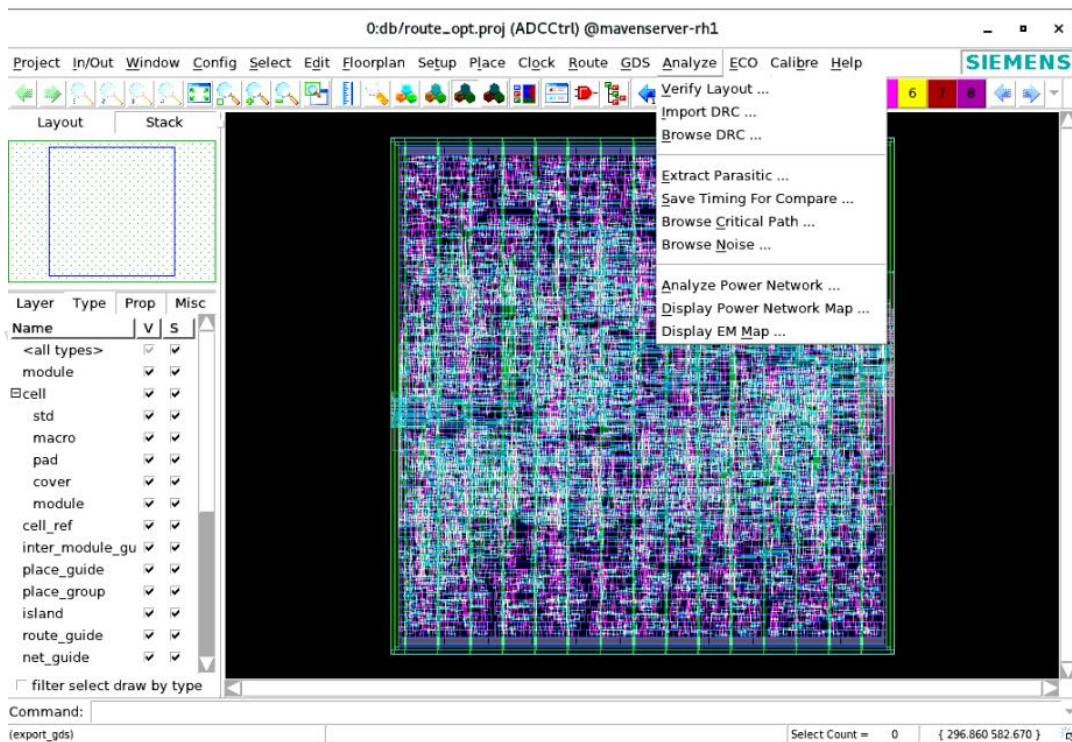 0:db/route_opt.proj (ADCCtrl) @mavenserver-rh1
Project In/Out Window Config Select Edit Floorplan Setup Place Clock Route GDS Analyze ECO Calibre Help SIEMENS
6 7 8
Layout Stack
Verify Layout ...
Import DRC ...
Browse DRC ...
Extract Parasitic ...
Save Timing For Compare ...
Browse Critical Path ...
Browse Noise ...
Analyze Power Network ...
Display Power Network Map ...
Display EM Map ...
Layer Type Prop Misc
Name V S
<all types>
module
cell
std
macro
pad
cover
module
cell_ref
inter_module_gu
place_guide
place_group
island
route_guide
net_guide
filter select draw by type
Command:
(export_gds) Select Count = 0 { 296.860 582.670 }